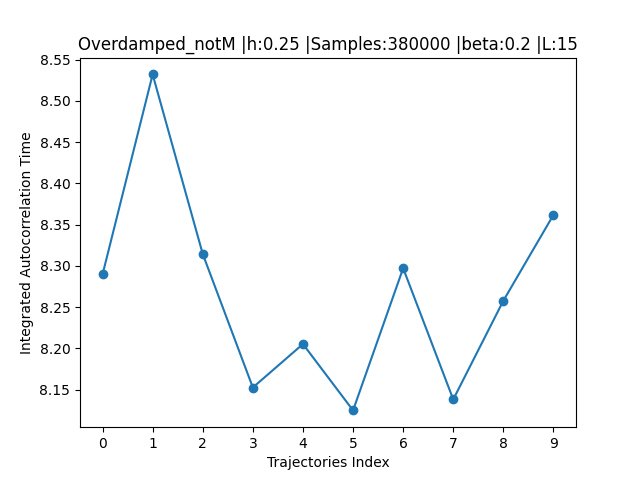 Overdamped_notM |h:0.25 |Samples:380000 |beta:0.2 |L:15
8.55
8.50
8.45
8.40
8.35
8.30
8.25
8.20
8.15
Integrated Autocorrelation Time
0 1 2 3 4 5 6 7 8 9
Trajectories Index